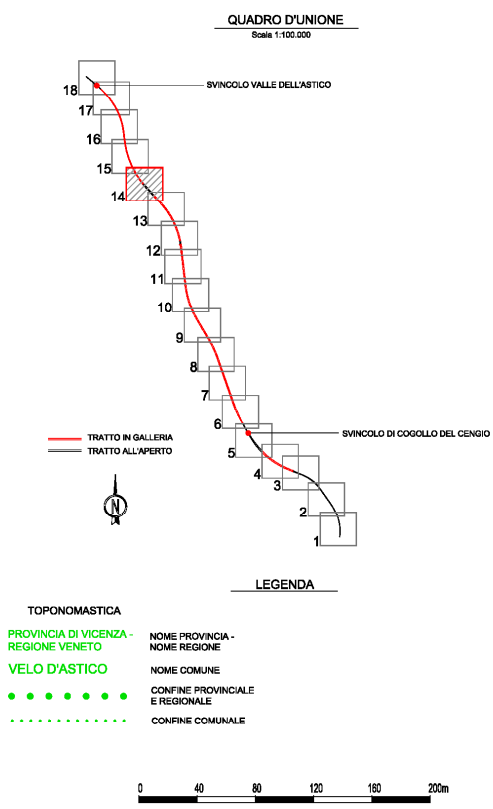 QUADRO D'UNIONE
Scala 1:100.000
18
SVINCOLO VALLE DELL'ASTICO
17
16
15
14
13
12
11
10
9
8
7
6
SVINCOLO DI COGOLLO DEL CENGIO
TRATTO IN GALLERIA
TRATTO ALL'APERTO
5
4
3
N
2
1
LEGENDA
TOPONOMASTICA
PROVINCIA DI VICENZA -
REGIONE VENETO
NOME PROVINCIA -
NOME REGIONE
VELO D'ASTICO
NOME COMUNE
CONFINE PROVINCIALE
E REGIONALE
CONFINE COMUNALE
0 40 80 120 160 200m